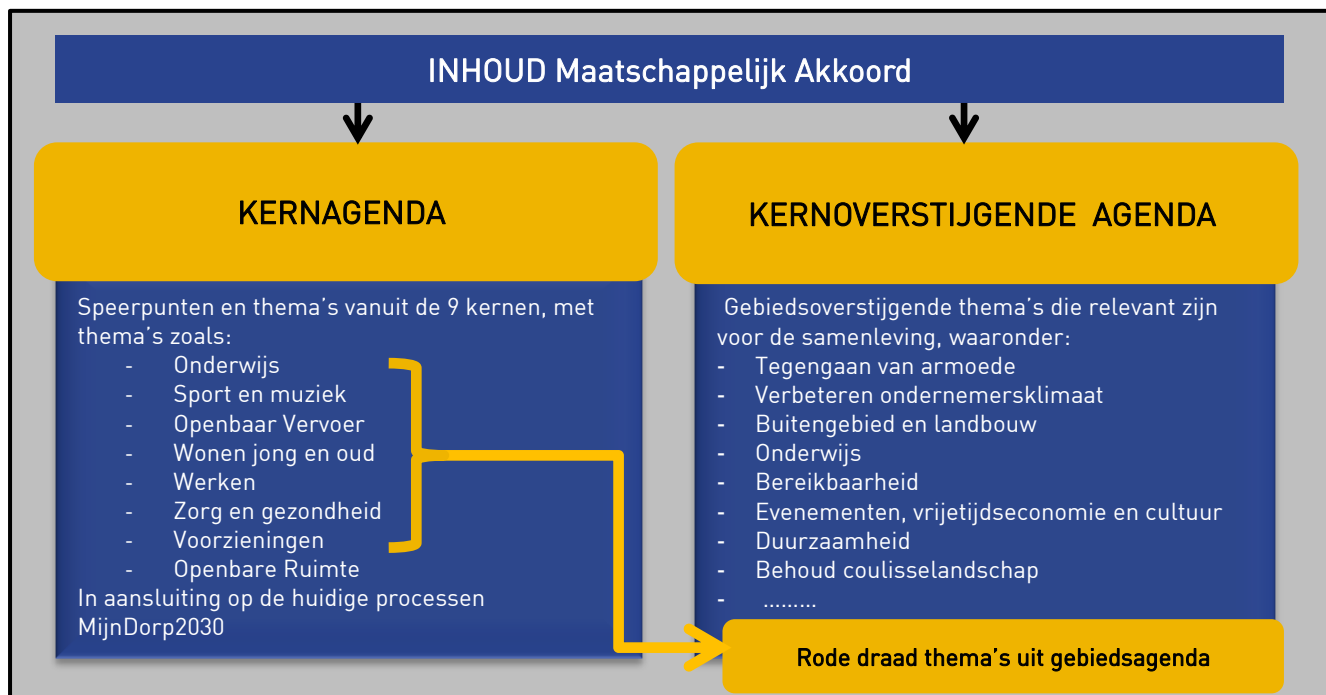 INHOUD Maatschappelijk Akkoord
KERNAGENDA
Speerpunten en thema's vanuit de 9 kernen, met
thema's zoals:
- Onderwijs
- Sport en muziek
- Openbaar Vervoer
- Wonen jong en oud
- Werken
- Zorg en gezondheid
- Voorzieningen
- Openbare Ruimte
In aansluiting op de huidige processen
MijnDorp2030
KERNOVERSTIJGENDE AGENDA
Gebiedsoverstijgende thema's die relevant zijn
voor de samenleving, waaronder:
- Tegengaan van armoede
- Verbeteren ondernemersklimaat
- Buitengebied en landbouw
- Onderwijs
- Bereikbaarheid
- Evenementen, vrijetijdseconomie en cultuur
- Duurzaamheid
- Behoud coulisselandschap
- .........
Rode draad thema's uit gebiedsagenda